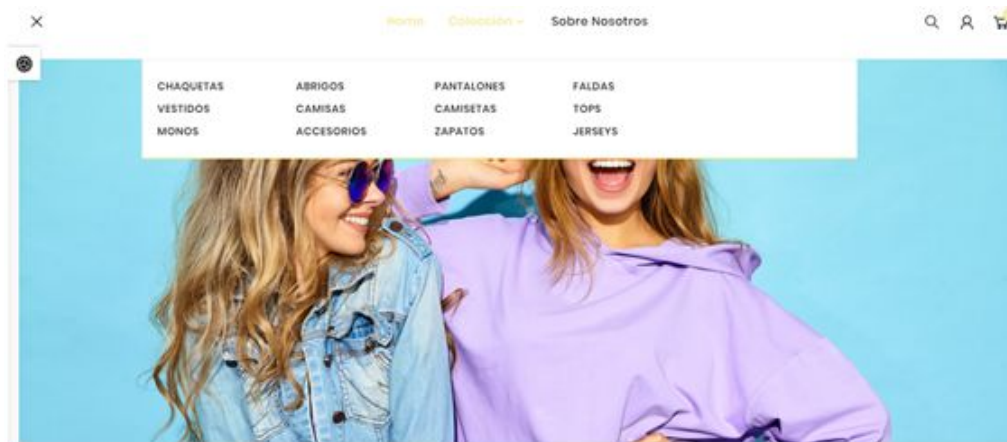 Home Colección Sobre Nosotros
CHAQUETAS ABRIGOS PANTALONES FALDAS
VESTIDOS CAMISAS CAMISETAS TOPS
MONOS ACCESORIOS ZAPATOS JERSEYS